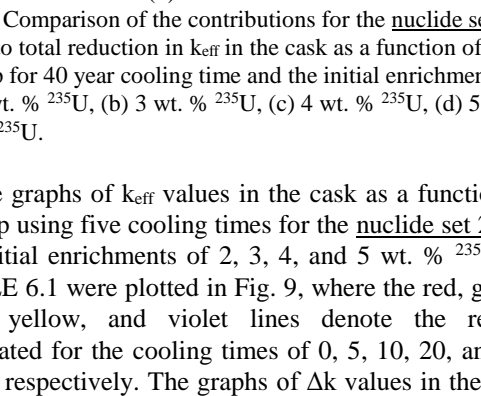 Comparison of the contributions for the nuclide se
o total reduction in keff in the cask as a function of
for 40 year cooling time and the initial enrichmen
t. % ²³⁵U, (b) 3 wt. % ²³⁵U, (c) 4 wt. % ²³⁵U, (d) 5
²³⁵U.
graphs of keff values in the cask as a functi
p using five cooling times for the nuclide set
itial enrichments of 2, 3, 4, and 5 wt. % ²³⁵
E 6.1 were plotted in Fig. 9, where the red, g
yellow, and violet lines denote the re
ated for the cooling times of 0, 5, 10, 20, an
respectively. The graphs of Δk values in the